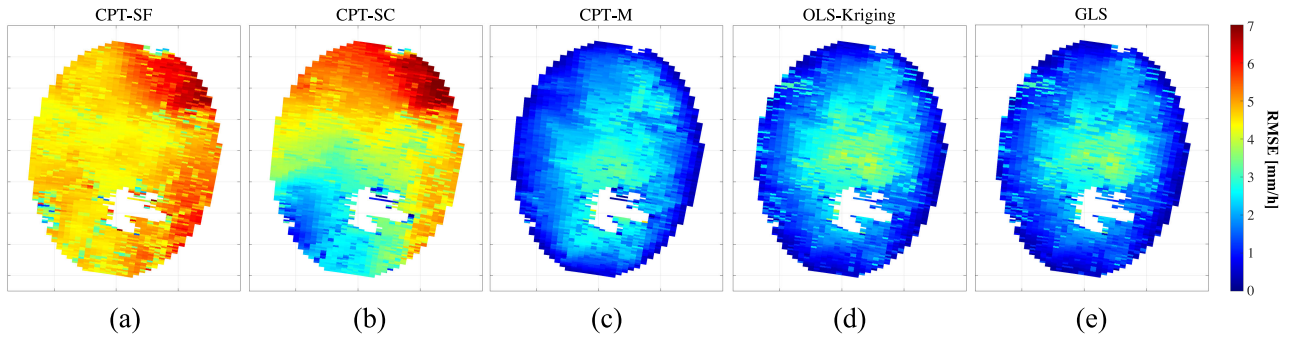 CPT-SF
CPT-SC
CPT-M
OLS-Kriging
GLS
7
6
5
4
3
2
1
0
RMSE [mm/h]
(a)
(b)
(c)
(d)
(e)